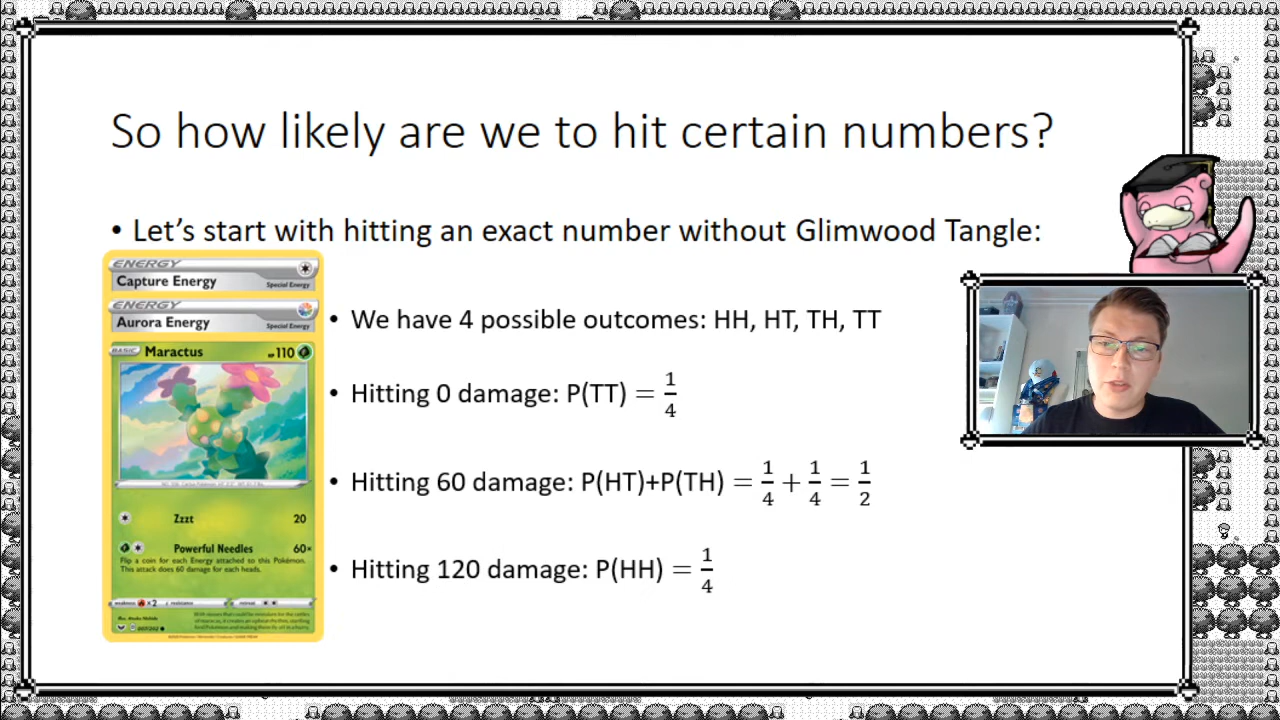 So how likely are we to hit certain numbers?
• Let's start with hitting an exact number without Glimwood Tangle:
ENERGY
Capture Energy Special Energy
ENERGY
Aurora Energy Special Energy
BASIC Maractus HP 110
Zzzt 20
Powerful Needles 60×
Flip a coin for each Energy attached to this Pokémon.
This attack does 60 damage for each heads.
weakness ×2 resistance
• We have 4 possible outcomes: HH, HT, TH, TT
• Hitting 0 damage: P(TT) = 1/4
• Hitting 60 damage: P(HT)+P(TH) = 1/4 + 1/4 = 1/2
• Hitting 120 damage: P(HH) = 1/4